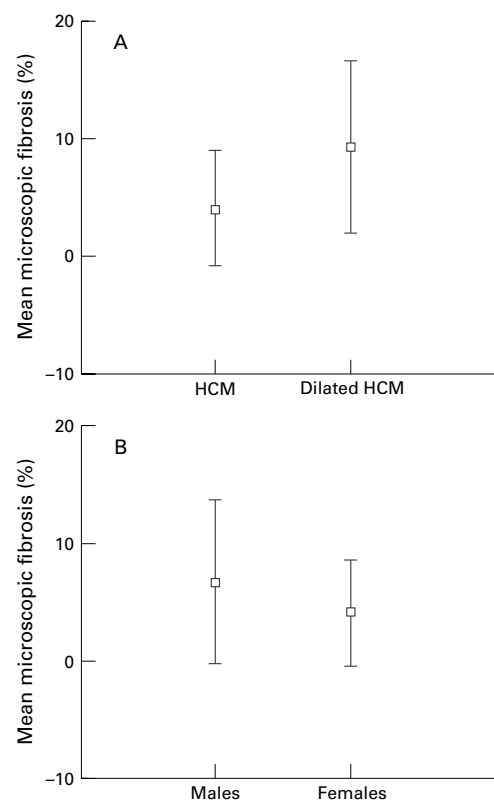 A
Mean microscopic fibrosis (%)
20
10
0
–10
HCM
Dilated HCM
B
Mean microscopic fibrosis (%)
20
10
0
–10
Males
Females